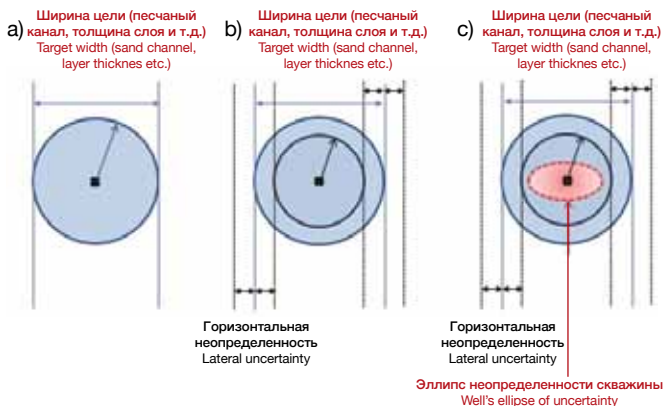 a)
Ширина цели (песчаный
канал, толщина слоя и т.д.)
Target width (sand channel,
layer thicknes etc.)
b)
Ширина цели (песчаный
канал, толщина слоя и т.д.)
Target width (sand channel,
layer thicknes etc.)
c)
Ширина цели (песчаный
канал, толщина слоя и т.д.)
Target width (sand channel,
layer thicknes etc.)
Горизонтальная
неопределенность
Lateral uncertainty
Горизонтальная
неопределенность
Lateral uncertainty
Эллипс неопределенности скважины
Well's ellipse of uncertainty